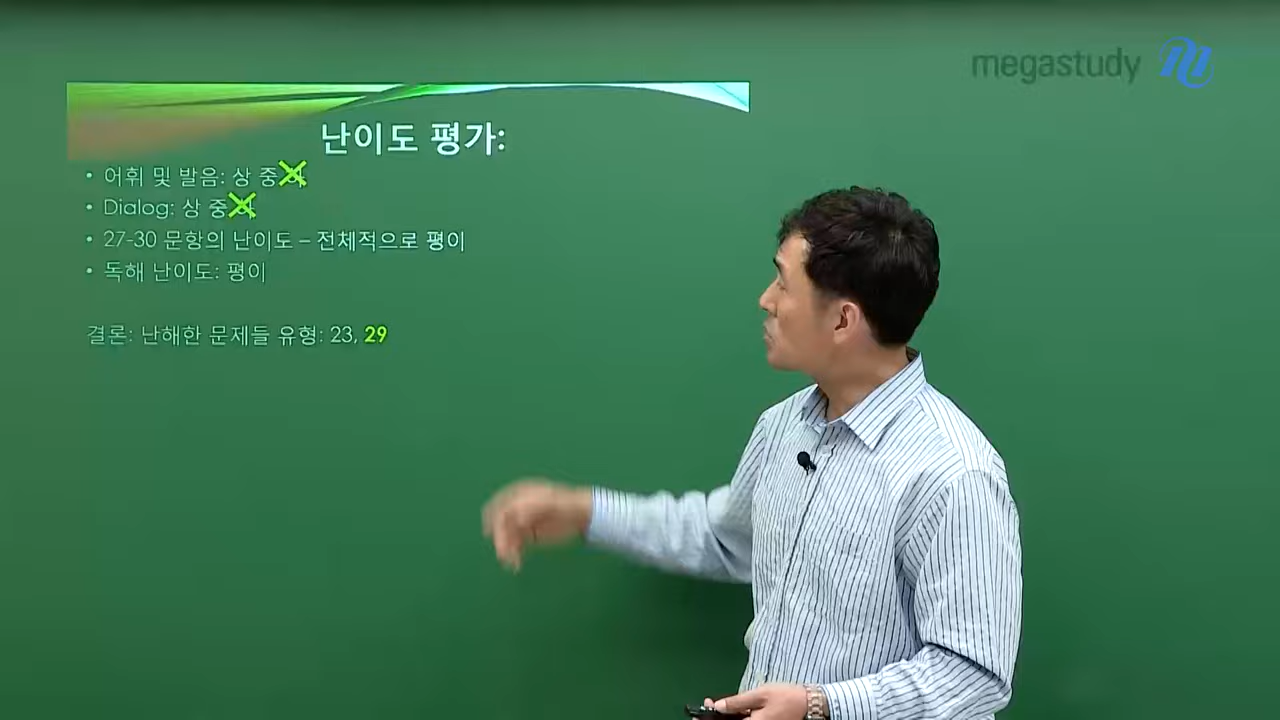 megastudy
난이도 평가:
• 어휘 및 발음: 상 중
• Dialog: 상 중
• 27-30 문항의 난이도 – 전체적으로 평이
• 독해 난이도: 평이
결론: 난해한 문제들 유형: 23, 29